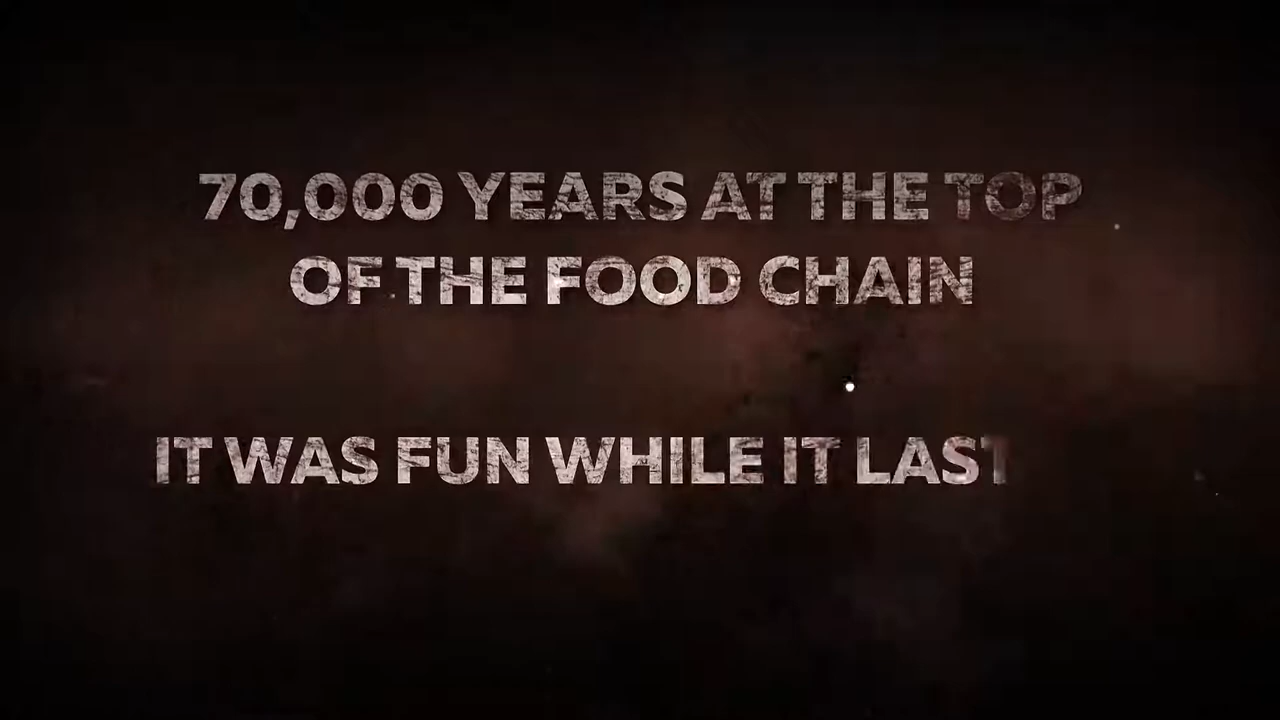 70,000 YEARS AT THE TOP
OF THE FOOD CHAIN
IT WAS FUN WHILE IT LAST